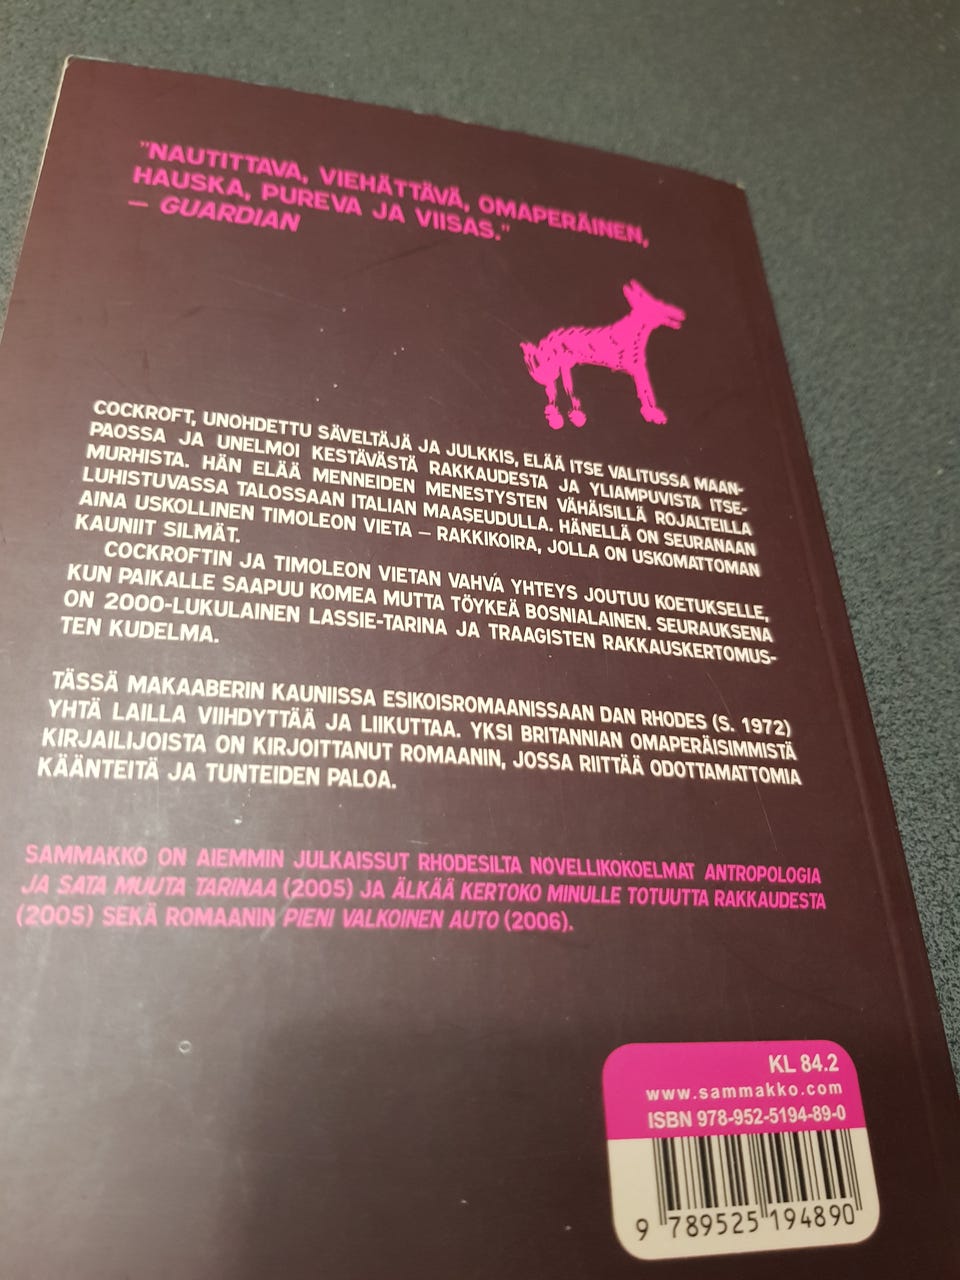 "NAUTITTAVA, VIEHÄTTÄVÄ, OMAPERÄINEN,
HAUSKA, PUREVA JA VIISAS."
– GUARDIAN
COCKROFT, UNOHDETTU SÄVELTÄJÄ JA JULKKIS, ELÄÄ ITSE VALITUSSA MAAN-
PAOSSA JA UNELMOI KESTÄVÄSTÄ RAKKAUDESTA JA YLIAMPUVISTA ITSE-
MURHISTA. HÄN ELÄÄ MENNEIDEN MENESTYSTEN VÄHÄISILLÄ ROJALTEILLA
LUHISTUVASSA TALOSSAAN ITALIAN MAASEUDULLA. HÄNELLÄ ON SEURANAAN
AINA USKOLLINEN TIMOLEON VIETA – RAKKIKOIRA, JOLLA ON USKOMATTOMAN
KAUNIIT SILMÄT.
COCKROFTIN JA TIMOLEON VIETAN VAHVA YHTEYS JOUTUU KOETUKSELLE,
KUN PAIKALLE SAAPUU KOMEA MUTTA TÖYKEÄ BOSNIALAINEN. SEURAUKSENA
ON 2000-LUKULAINEN LASSIE-TARINA JA TRAAGISTEN RAKKAUSKERTOMUS-
TEN KUDELMA.
TÄSSÄ MAKAABERIN KAUNIISSA ESIKOISROMAANISSAAN DAN RHODES (S. 1972)
YHTÄ LAILLA VIIHDYTTÄÄ JA LIIKUTTAA. YKSI BRITANNIAN OMAPERÄISIMMISTÄ
KIRJAILIJOISTA ON KIRJOITTANUT ROMAANIN, JOSSA RIITTÄÄ ODOTTAMATTOMIA
KÄÄNTEITÄ JA TUNTEIDEN PALOA.
SAMMAKKO ON AIEMMIN JULKAISSUT RHODESILTA NOVELLIKOKOELMAT ANTROPOLOGIA
JA SATA MUUTA TARINAA (2005) JA ÄLKÄÄ KERTOKO MINULLE TOTUUTTA RAKKAUDESTA
(2005) SEKÄ ROMAANIN PIENI VALKOINEN AUTO (2006).
KL 84.2
www.sammakko.com
ISBN 978-952-5194-89-0
9 789525 194890